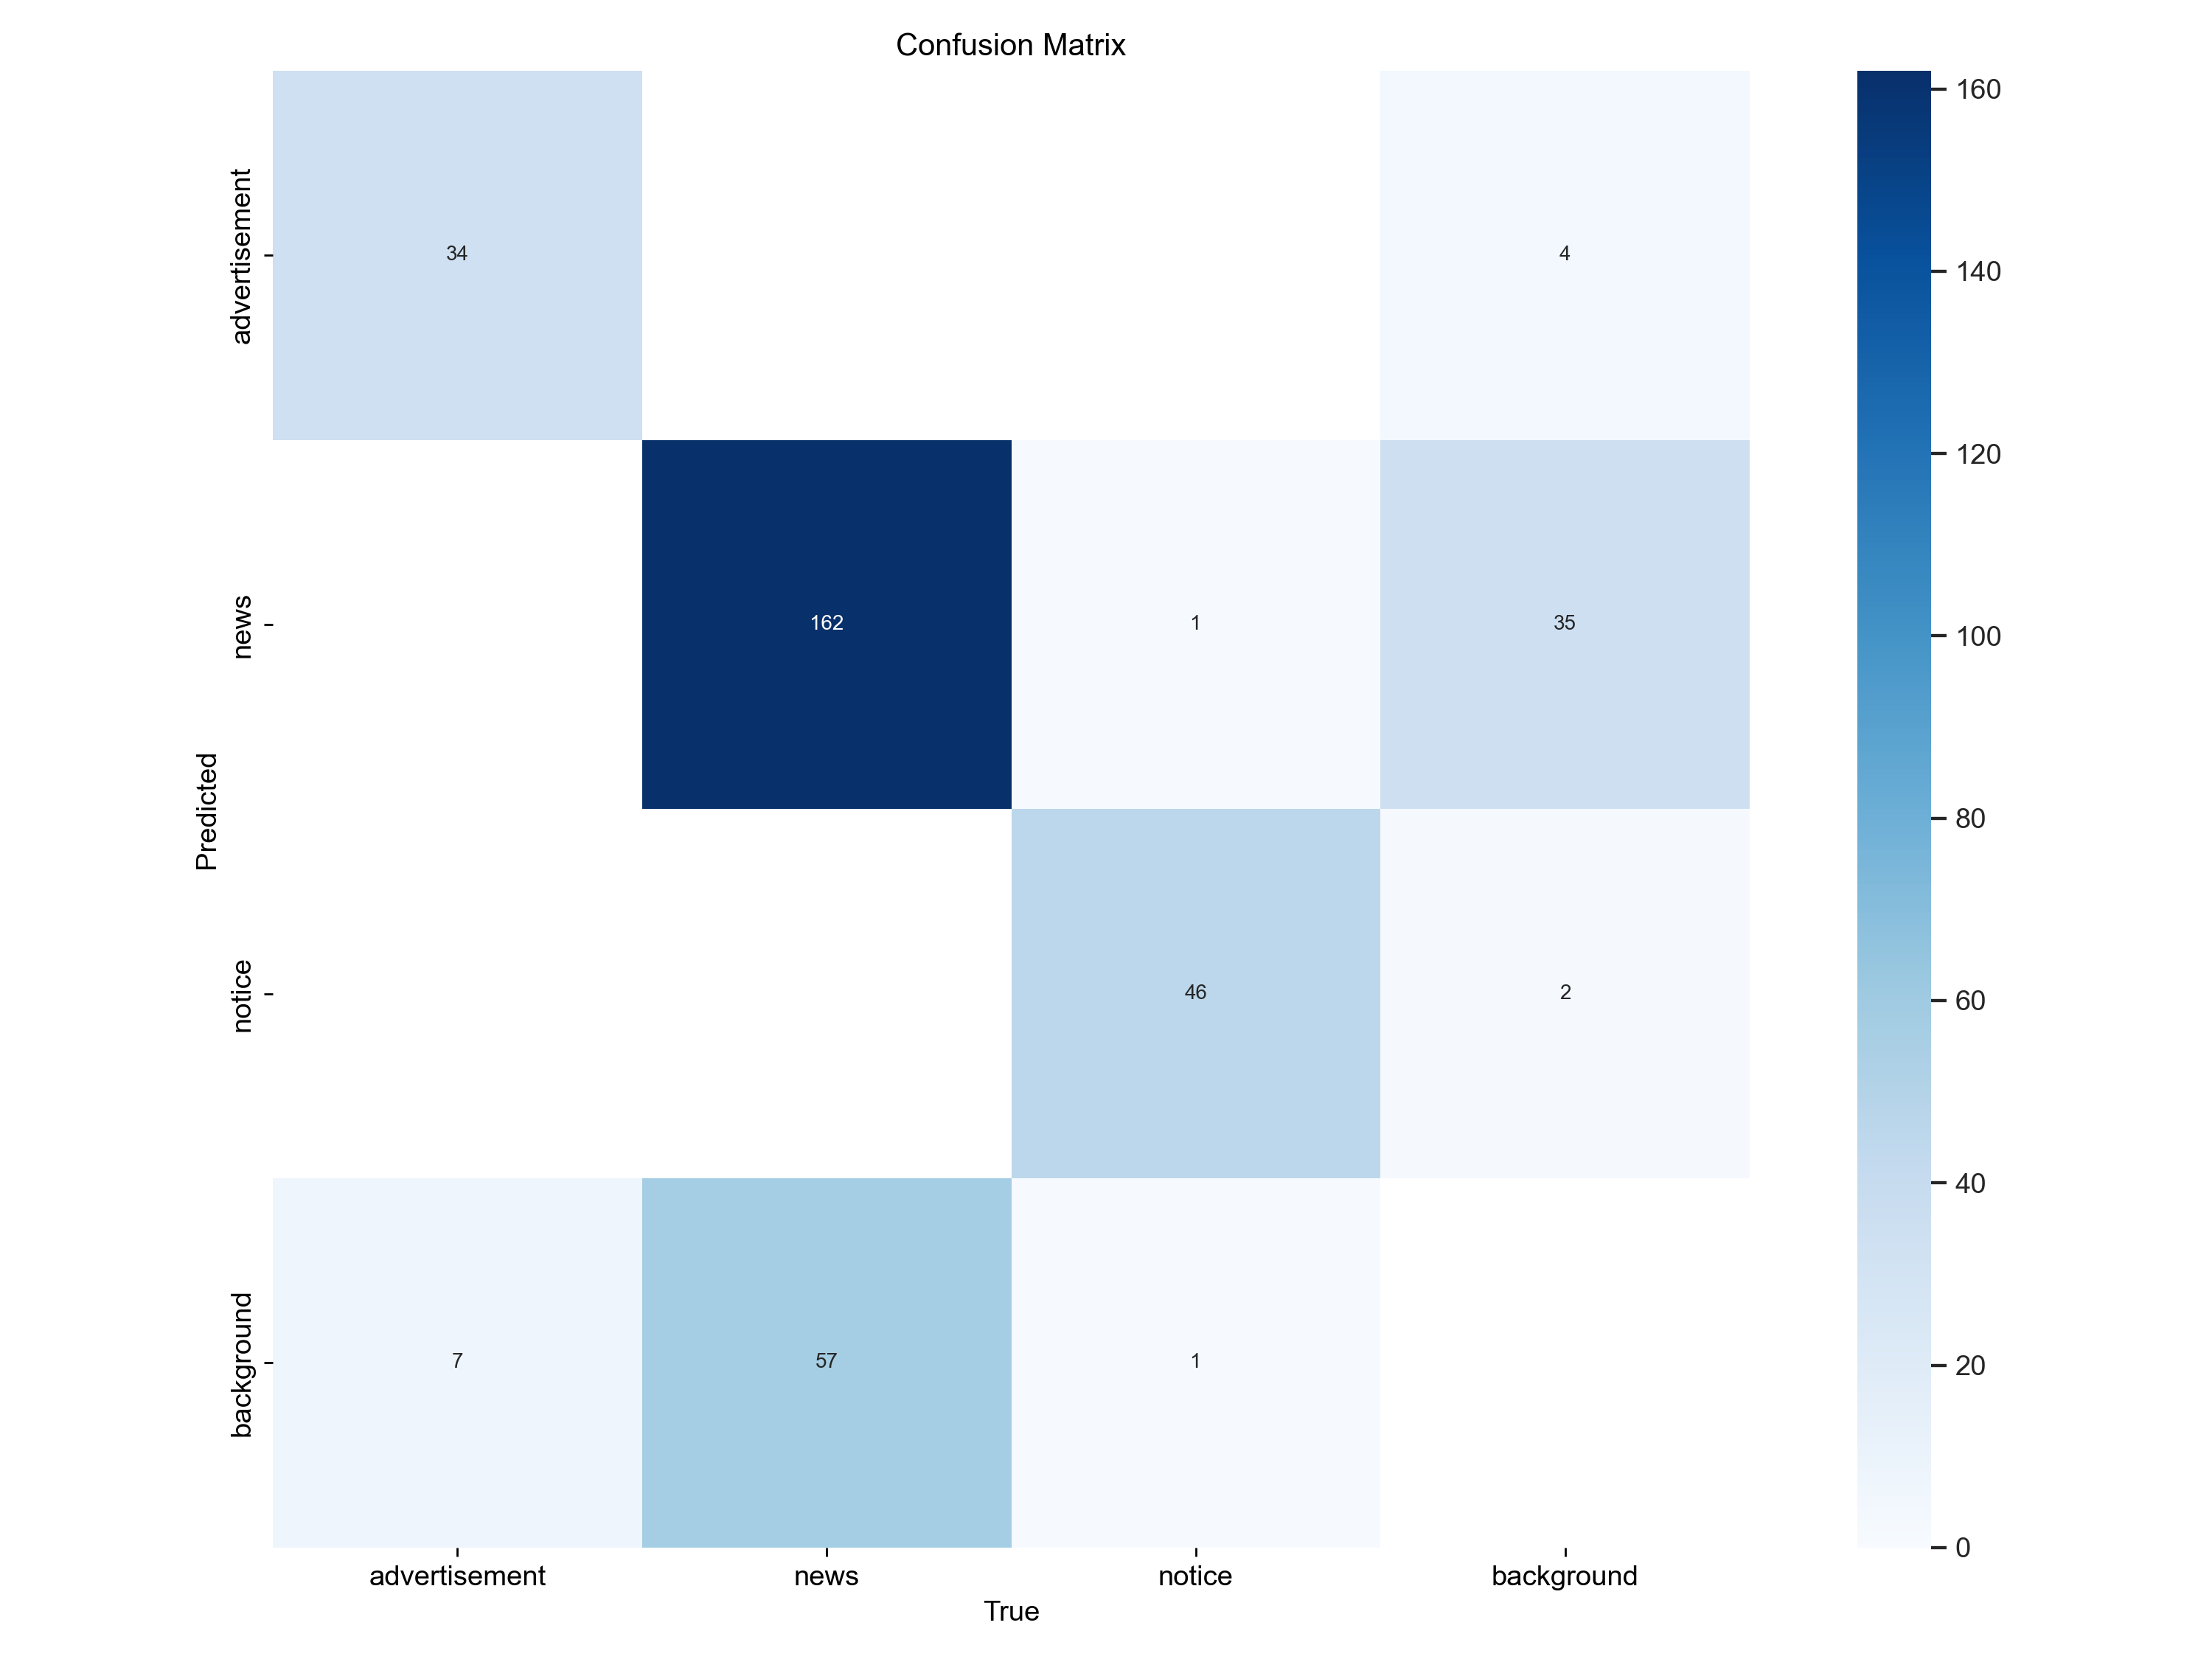 Confusion Matrix
Predicted
advertisement
34
4
news
162
1
35
notice
46
2
background
7
57
1
advertisement
news
notice
background
True
160
140
120
100
80
60
40
20
0